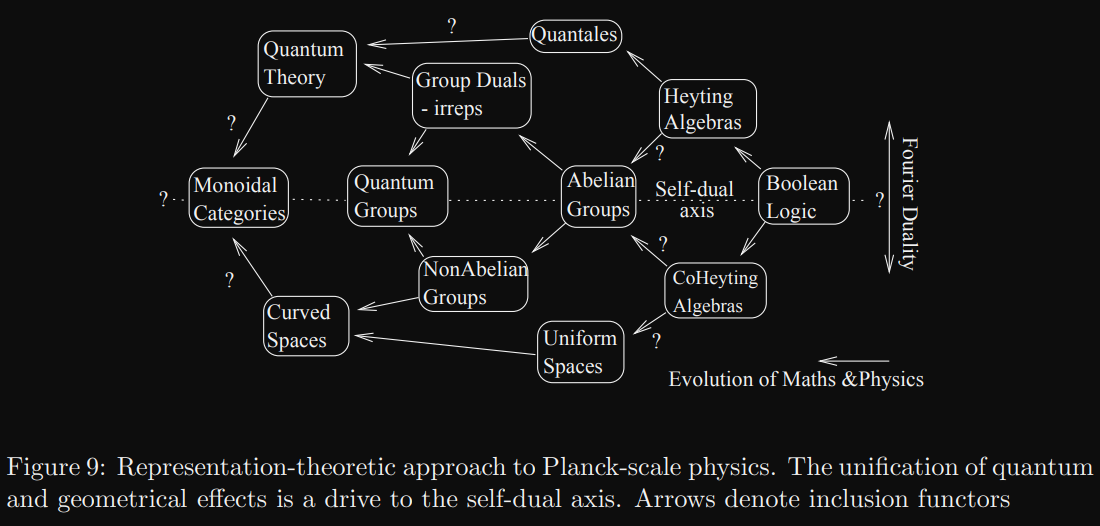 ?
Quantales
Quantum
Theory
Group Duals
- irreps
Heyting
Algebras
?
?
Fourier Duality
Monoidal
Categories
?
Quantum
Groups
Abelian
Groups
Self-dual
axis
Boolean
Logic
?
?
?
NonAbelian
Groups
CoHeyting
Algebras
Curved
Spaces
Uniform
Spaces
?
Evolution of Maths &Physics
Figure 9: Representation-theoretic approach to Planck-scale physics. The unification of quantum
and geometrical effects is a drive to the self-dual axis. Arrows denote inclusion functors